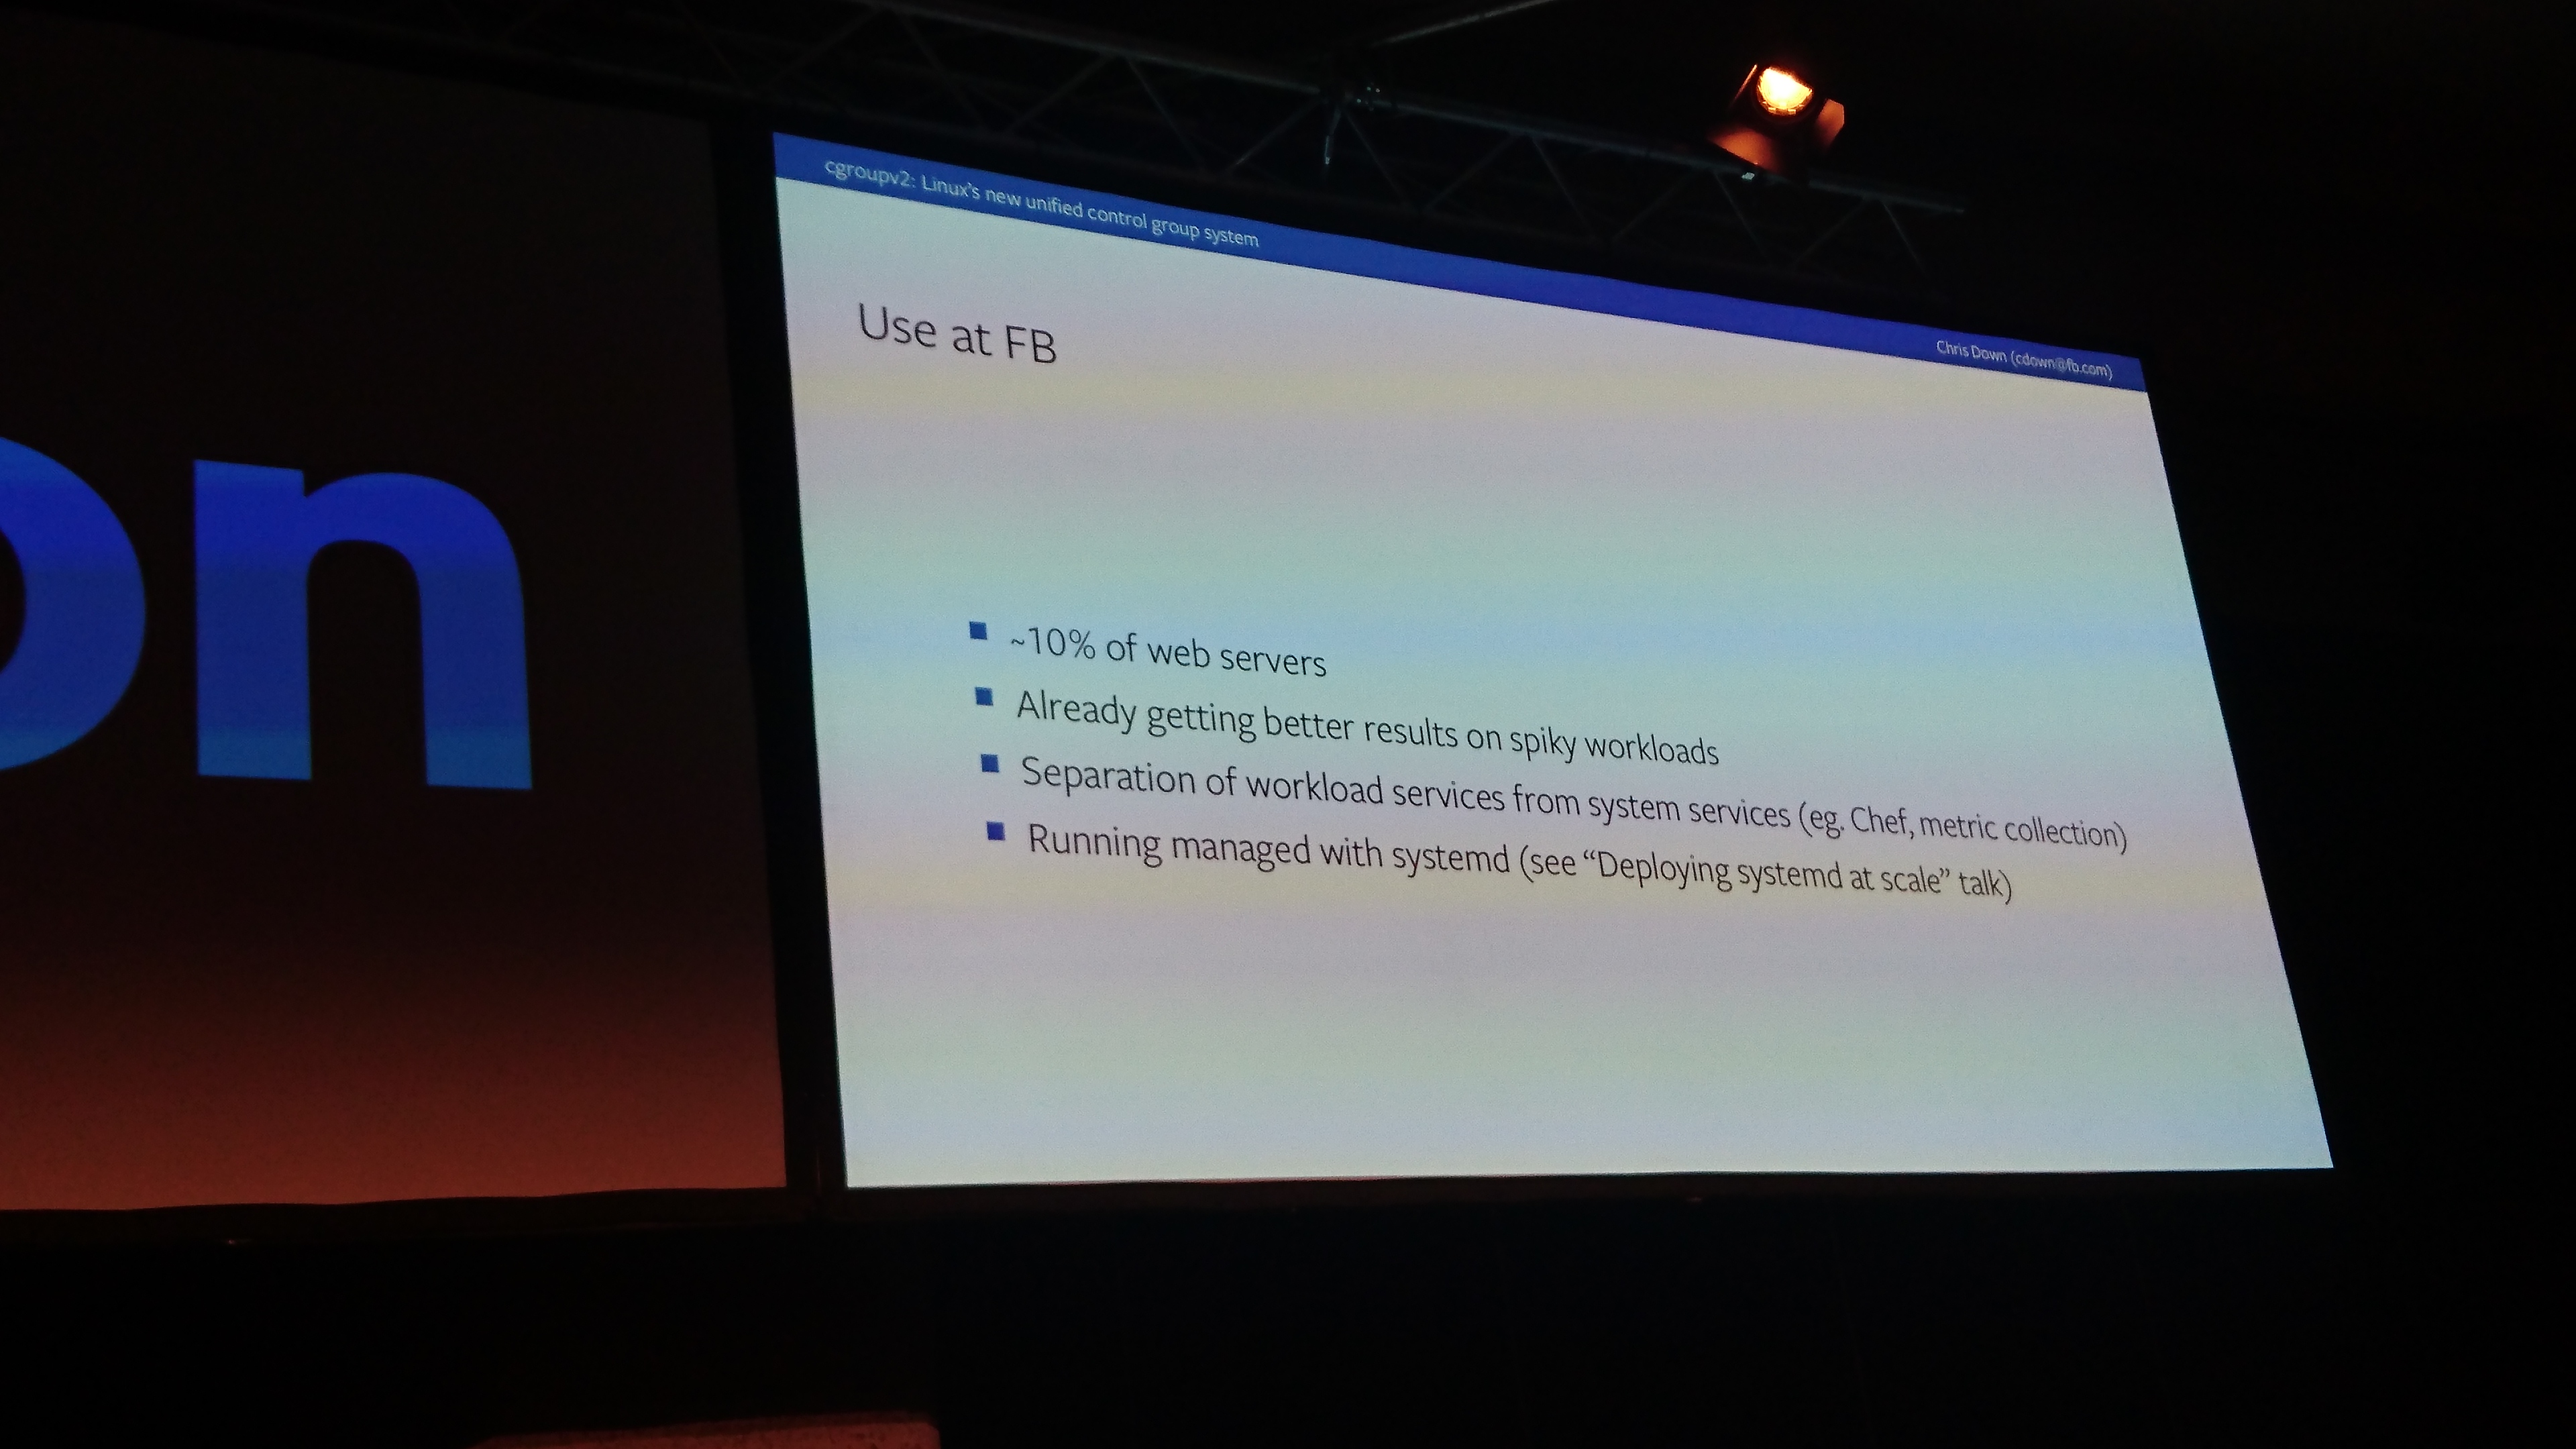 on
cgroupv2: Linux’s new unified control group system
Chris Down (cdown@fb.com)
Use at FB
~10% of web servers
Already getting better results on spiky workloads
Separation of workload services from system services (eg. Chef, metric collection)
Running managed with systemd (see “Deploying systemd at scale” talk)